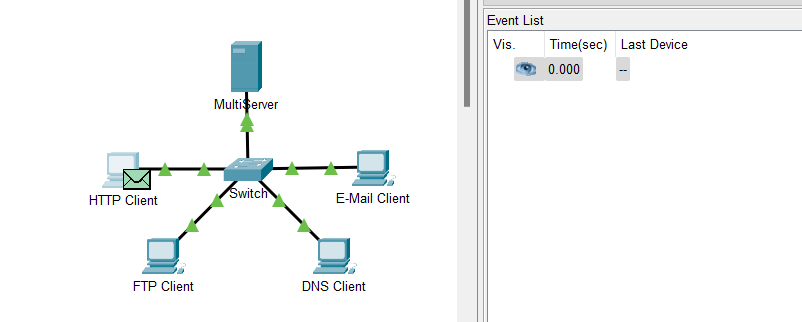 Event List
Vis. Time(sec) Last Device
0.000 --
MultiServer
HTTP Client
Switch
E-Mail Client
FTP Client
DNS Client